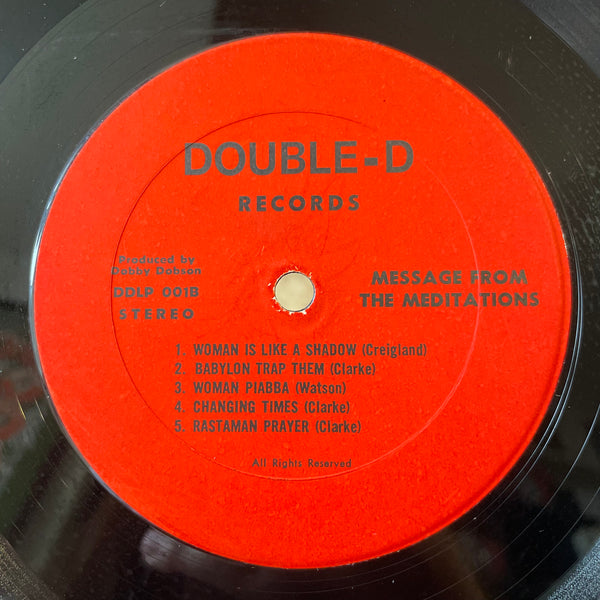 DOUBLE-D
RECORDS
Produced by
Dobby Dobson
DDLP 001B
STEREO
MESSAGE FROM
THE MEDITATIONS
1. WOMAN IS LIKE A SHADOW (Creigland)
2. BABYLON TRAP THEM (Clarke)
3. WOMAN PIABBA (Watson)
4. CHANGING TIMES (Clarke)
5. RASTAMAN PRAYER (Clarke)
All Rights Reserved